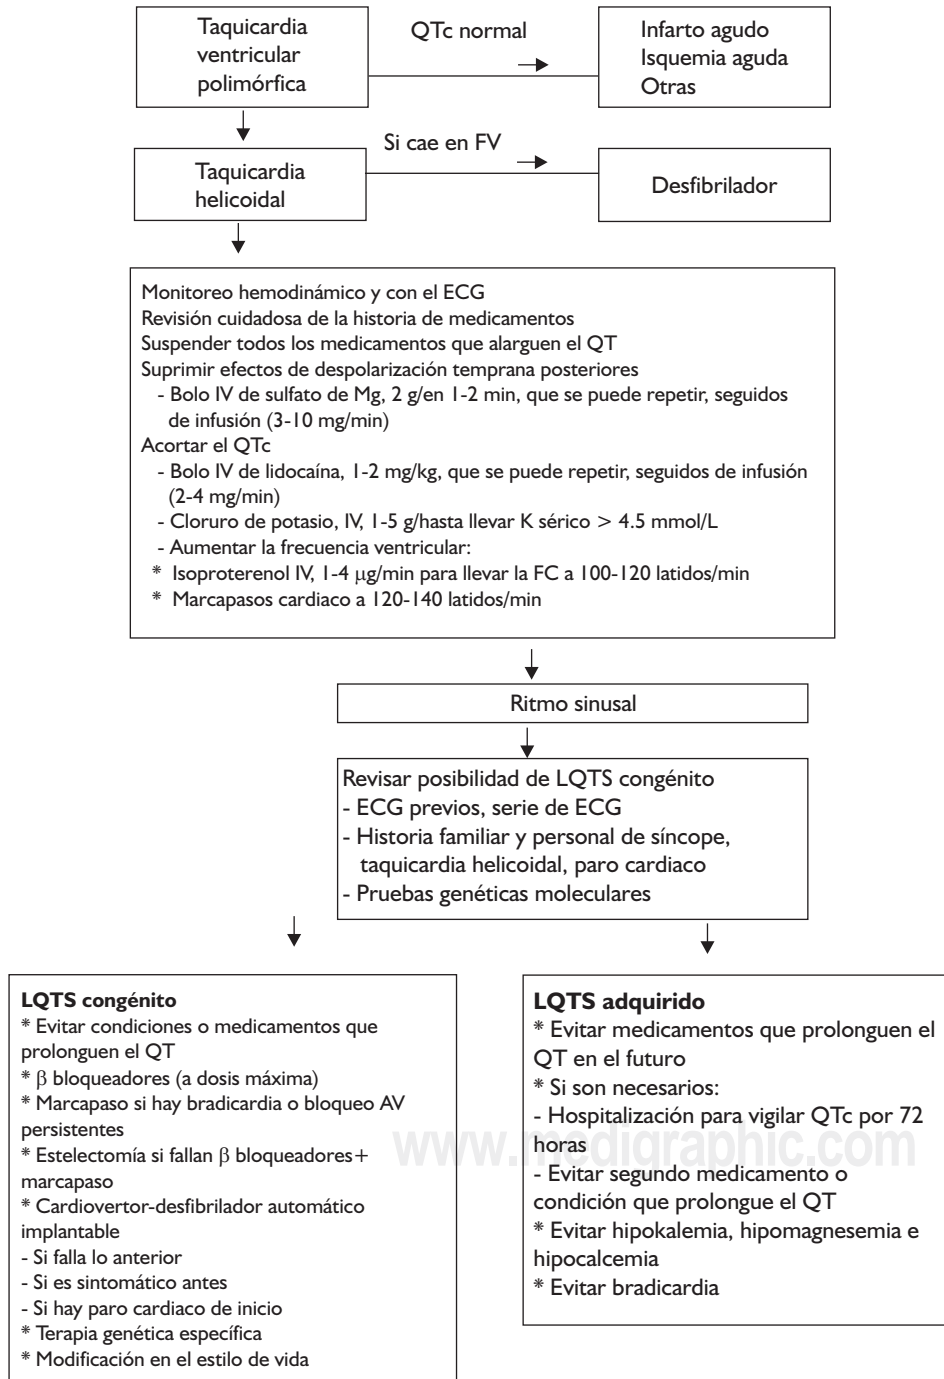 Taquicardia
ventricular
polimórfica
QTc normal
Infarto agudo
Isquemia aguda
Otras
Taquicardia
helicoidal
Si cae en FV
Desfibrilador
Monitoreo hemodinámico y con el ECG
Revisión cuidadosa de la historia de medicamentos
Suspender todos los medicamentos que alarguen el QT
Suprimir efectos de despolarización temprana posteriores
- Bolo IV de sulfato de Mg, 2 g/en 1-2 min, que se puede repetir, seguidos
de infusión (3-10 mg/min)
Acortar el QTc
- Bolo IV de lidocaína, 1-2 mg/kg, que se puede repetir, seguidos de infusión
(2-4 mg/min)
- Cloruro de potasio, IV, 1-5 g/hasta llevar K sérico > 4.5 mmol/L
- Aumentar la frecuencia ventricular:
* Isoproterenol IV, 1-4 μg/min para llevar la FC a 100-120 latidos/min
* Marcapasos cardiaco a 120-140 latidos/min
Ritmo sinusal
Revisar posibilidad de LQTS congénito
- ECG previos, serie de ECG
- Historia familiar y personal de síncope,
taquicardia helicoidal, paro cardiaco
- Pruebas genéticas moleculares
LQTS congénito
* Evitar condiciones o medicamentos que
prolonguen el QT
* β bloqueadores (a dosis máxima)
* Marcapaso si hay bradicardia o bloqueo AV
persistentes
* Estelectomía si fallan β bloqueadores+
marcapaso
* Cardiovertor-desfibrilador automático
implantable
- Si falla lo anterior
- Si es sintomático antes
- Si hay paro cardiaco de inicio
* Terapia genética específica
* Modificación en el estilo de vida
LQTS adquirido
* Evitar medicamentos que prolonguen el
QT en el futuro
* Si son necesarios:
- Hospitalización para vigilar QTc por 72
horas
- Evitar segundo medicamento o
condición que prolongue el QT
* Evitar hipokalemia, hipomagnesemia e
hipocalcemia
* Evitar bradicardia
www.medigraphic.com